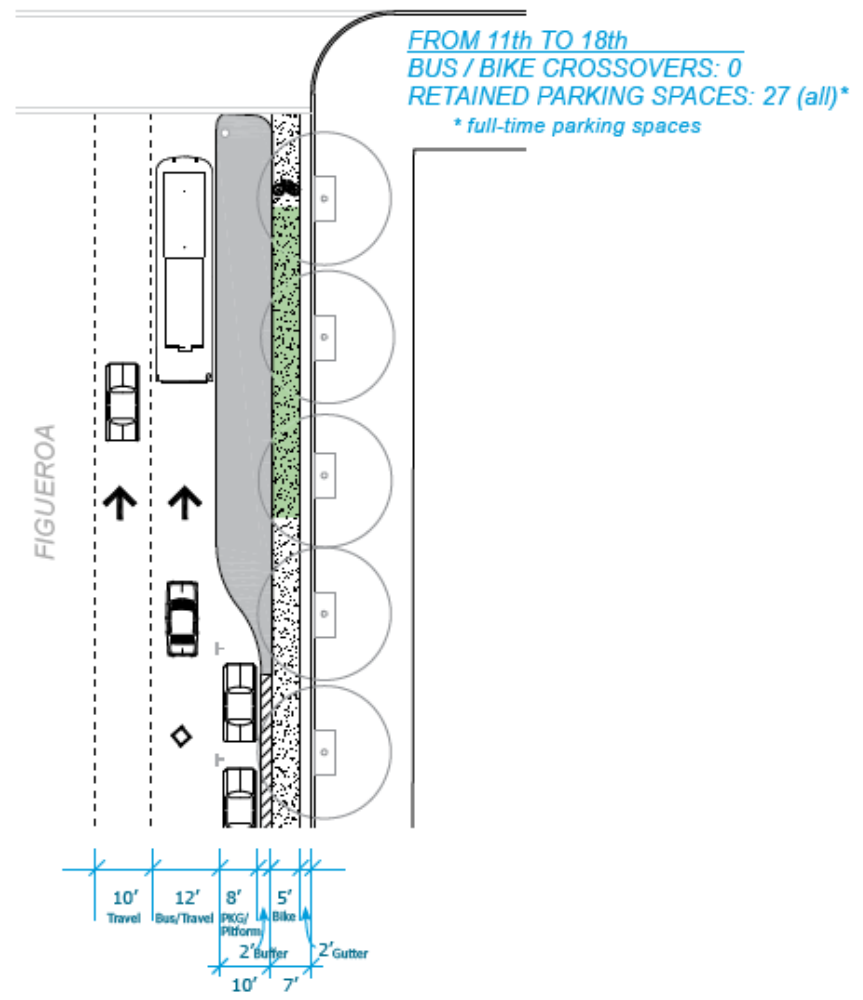 FROM 11th TO 18th
BUS / BIKE CROSSOVERS: 0
RETAINED PARKING SPACES: 27 (all)*
* full-time parking spaces
FIGUEROA
10' 12' 8' 5'
Travel Bus/Travel PKG/ Bike
Pltform
2'Buffer 2'Gutter
10' 7'